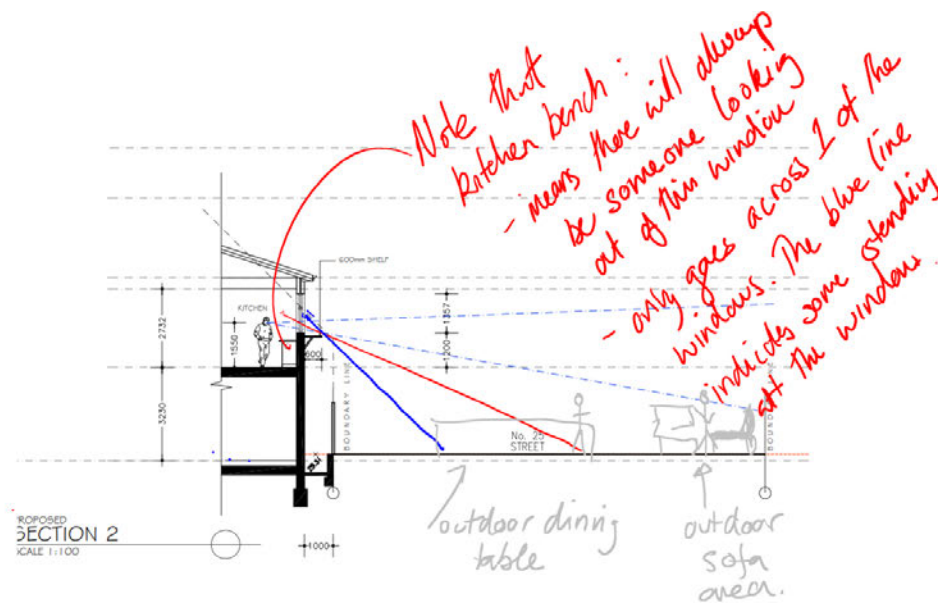 Note that
kitchen bench :
- means there will always
be someone looking
out of this window
- only goes across 1 of the
windows. The blue line
indicates some standing
at the window.
600mm SHELF
KITCHEN
2732
1550
600
1357
1200
3230
BOUNDARY LINE
BOUNDARY LINE
No. 25
STREET
outdoor dining
table
outdoor
sofa
area.
PROPOSED
SECTION 2
SCALE 1:100
1000